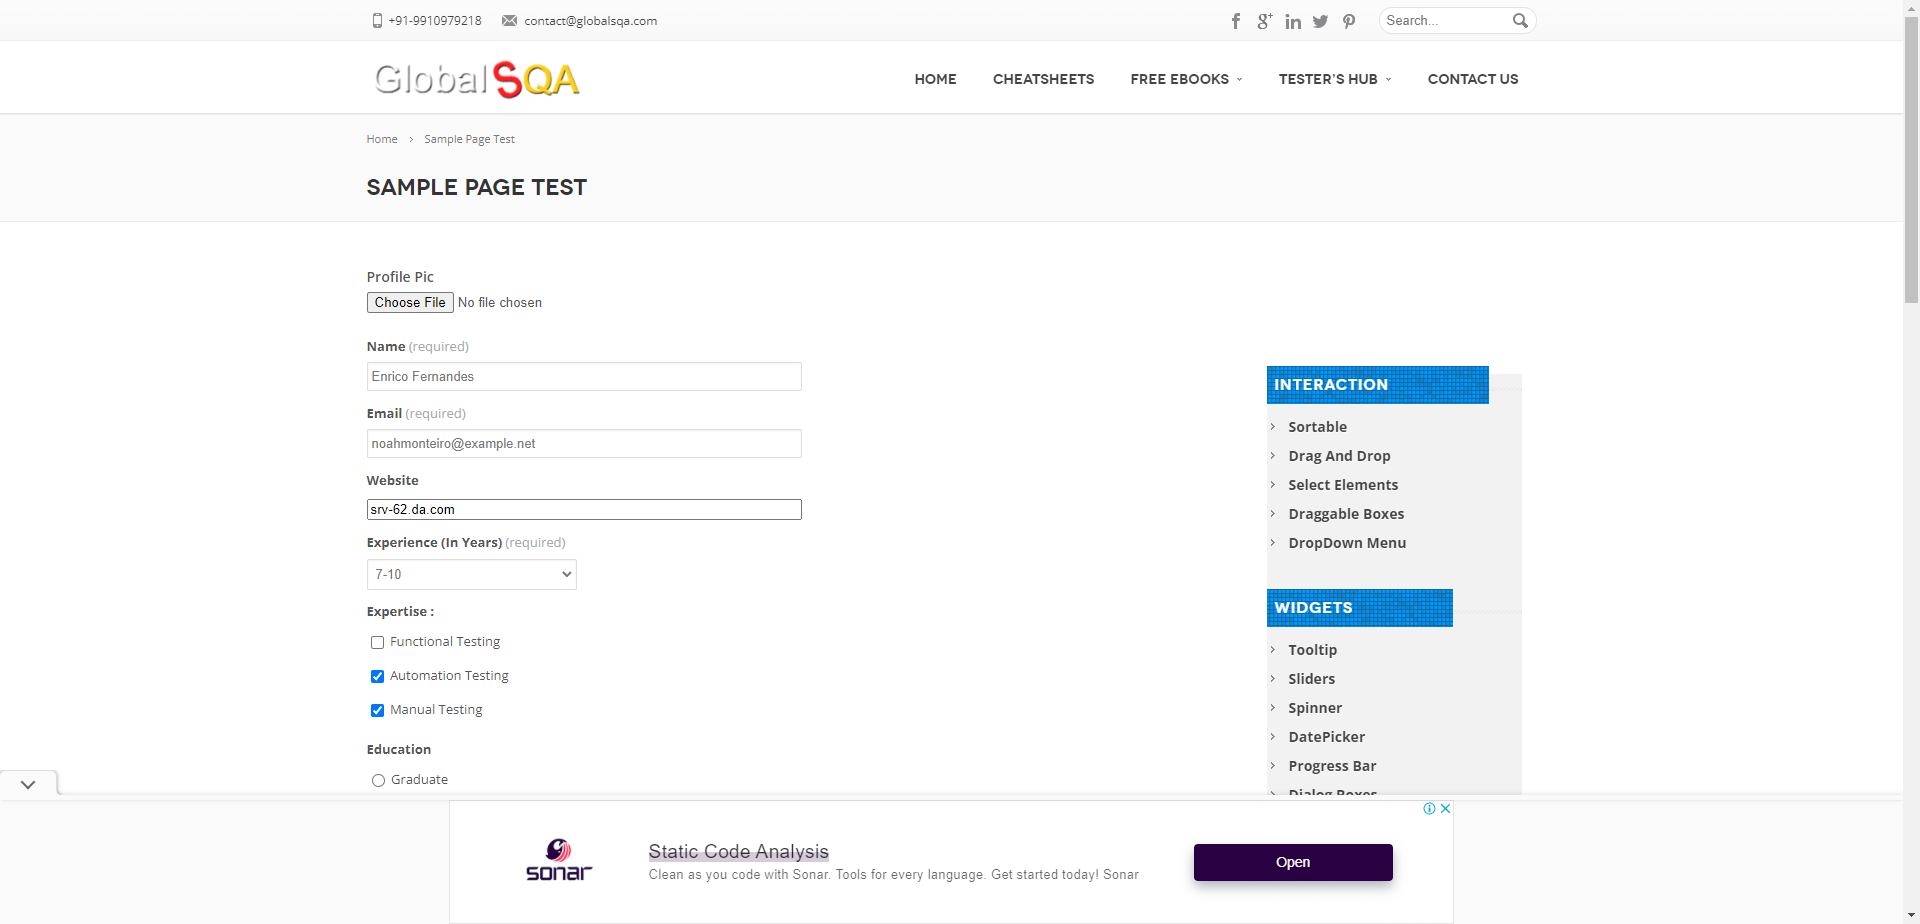 +91-9910979218 contact@globalsqa.com Search...
GlobalSQA HOME CHEATSHEETS FREE EBOOKS TESTER'S HUB CONTACT US
Home › Sample Page Test
SAMPLE PAGE TEST
Profile Pic
Choose File No file chosen
Name (required)
Enrico Fernandes
Email (required)
noahmonteiro@example.net
Website
srv-62.da.com
Experience (In Years) (required)
7-10
Expertise :
Functional Testing
Automation Testing
Manual Testing
Education
Graduate
INTERACTION
Sortable
Drag And Drop
Select Elements
Draggable Boxes
DropDown Menu
WIDGETS
Tooltip
Sliders
Spinner
DatePicker
Progress Bar
Dialog Boxes
sonar
Static Code Analysis
Clean as you code with Sonar. Tools for every language. Get started today! Sonar
Open